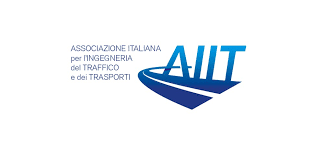 ASSOCIAZIONE ITALIANA
per l'INGEGNERIA
del TRAFFICO
e dei TRASPORTI
AIIT